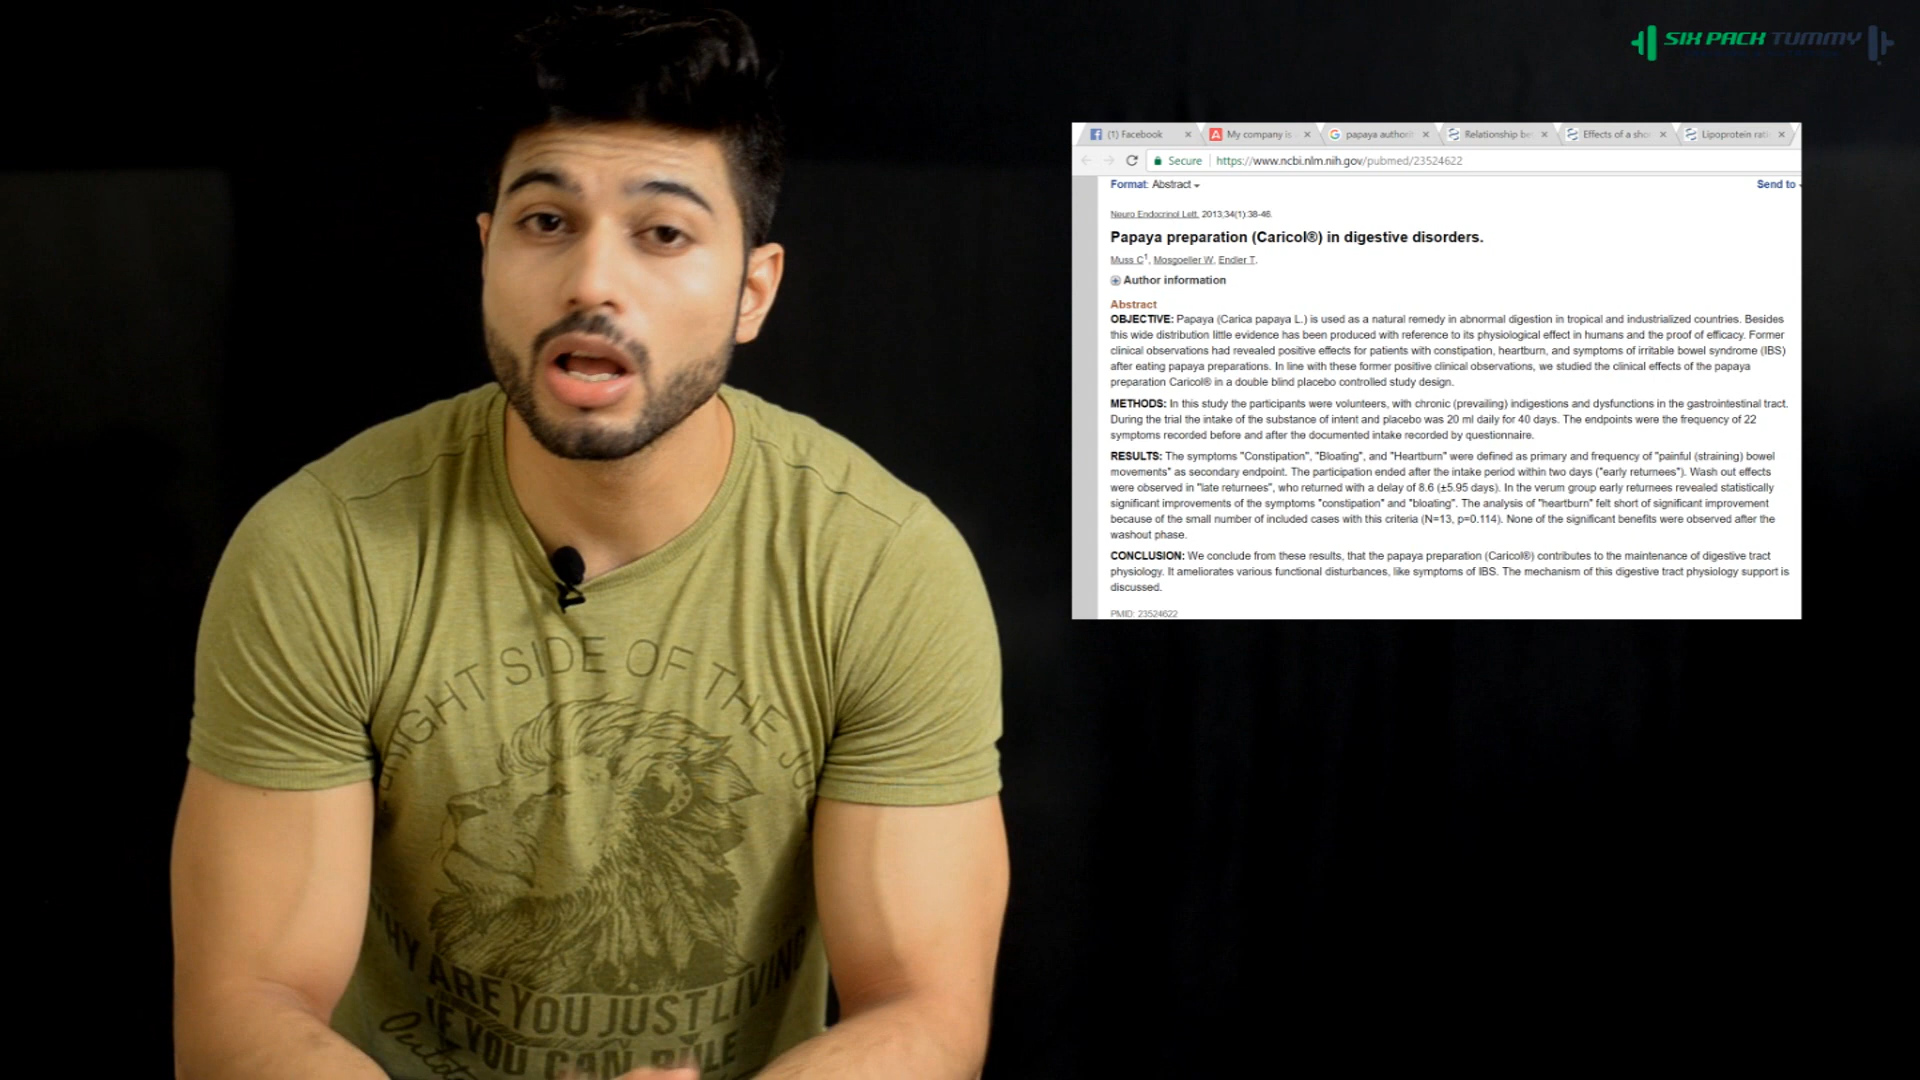 SIX PACK TUMMY
(1) Facebook
My company is
papaya authori
Relationship be
Effects of a sho
Lipoprotein rati
Secure https://www.ncbi.nlm.nih.gov/pubmed/23524622
Format: Abstract
Send to
Neuro Endocrinol Lett. 2013;34(1):38-46.
Papaya preparation (Caricol®) in digestive disorders.
Muss C1, Mosgoeller W, Endler T.
Author information
Abstract
OBJECTIVE: Papaya (Carica papaya L.) is used as a natural remedy in abnormal digestion in tropical and industrialized countries. Besides
this wide distribution little evidence has been produced with reference to its physiological effect in humans and the proof of efficacy. Former
clinical observations had revealed positive effects for patients with constipation, heartburn, and symptoms of irritable bowel syndrome (IBS)
after eating papaya preparations. In line with these former positive clinical observations, we studied the clinical effects of the papaya
preparation Caricol® in a double blind placebo controlled study design.
METHODS: In this study the participants were volunteers, with chronic (prevailing) indigestions and dysfunctions in the gastrointestinal tract.
During the trial the intake of the substance of intent and placebo was 20 ml daily for 40 days. The endpoints were the frequency of 22
symptoms recorded before and after the documented intake recorded by questionnaire.
RESULTS: The symptoms "Constipation", "Bloating", and "Heartburn" were defined as primary and frequency of "painful (straining) bowel
movements" as secondary endpoint. The participation ended after the intake period within two days ("early returnees"). Wash out effects
were observed in "late returnees", who returned with a delay of 8.6 (±5.95 days). In the verum group early returnees revealed statistically
significant improvements of the symptoms "constipation" and "bloating". The analysis of "heartburn" felt short of significant improvement
because of the small number of included cases with this criteria (N=13, p=0.114). None of the significant benefits were observed after the
washout phase.
CONCLUSION: We conclude from these results, that the papaya preparation (Caricol®) contributes to the maintenance of digestive tract
physiology. It ameliorates various functional disturbances, like symptoms of IBS. The mechanism of this digestive tract physiology support is
discussed.
PMID: 23524622
SIDE OF THE
ARE YOU JUST LIVING
IF YOU CAN RULE